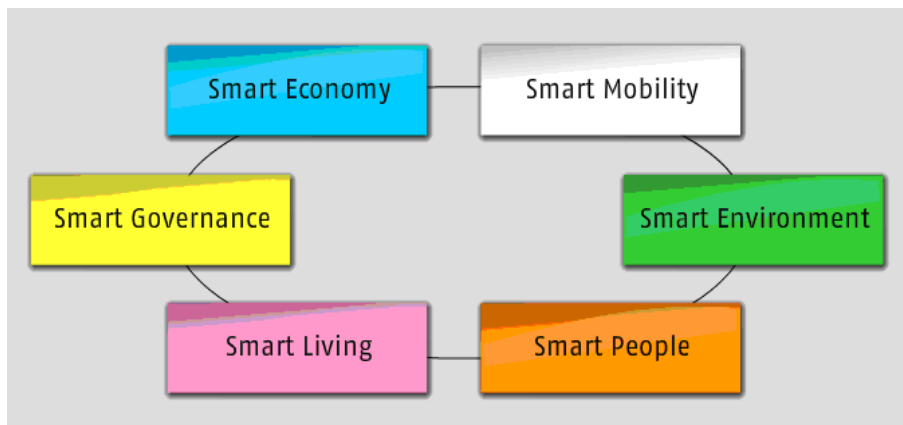 Smart Economy
Smart Mobility
Smart Governance
Smart Environment
Smart Living
Smart People